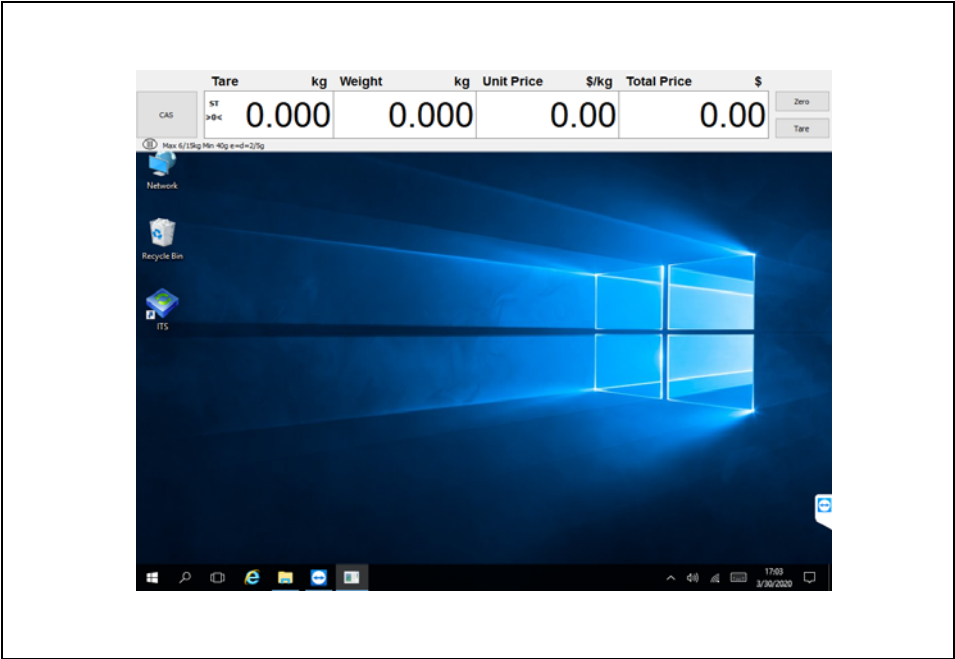 Tare kg Weight kg Unit Price $/kg Total Price $
CAS
ST
>0<
0.000 0.000 0.00 0.00
Zero
Tare
III Max 6/15kg Min 40g e=d=2/5g
Network
Recycle Bin
ITS
17:03
3/30/2020